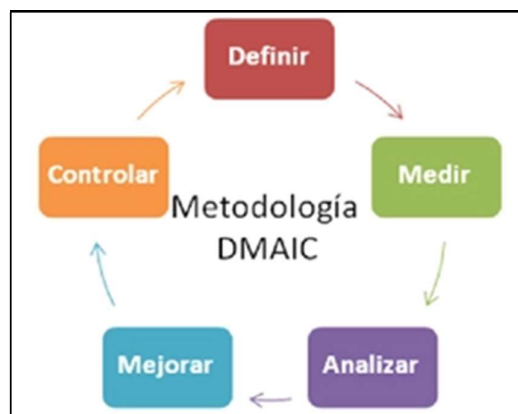 Definir
Controlar
Medir
Metodología
DMAIC
Mejorar
Analizar